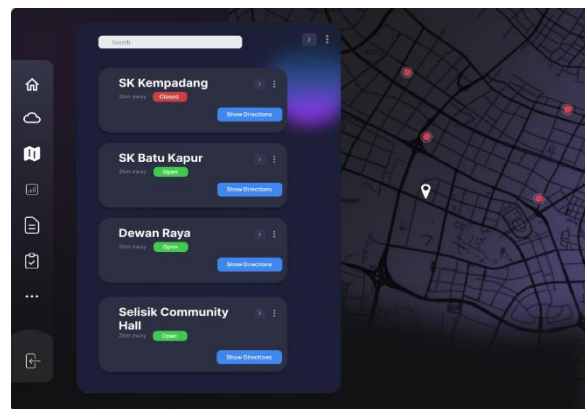 Search
SK Kempadang
2km away Closed
Show Directions
SK Batu Kapur
2km away Open
Show Directions
Dewan Raya
2km away Open
Show Directions
Selisik Community
Hall
2km away Open
Show Directions